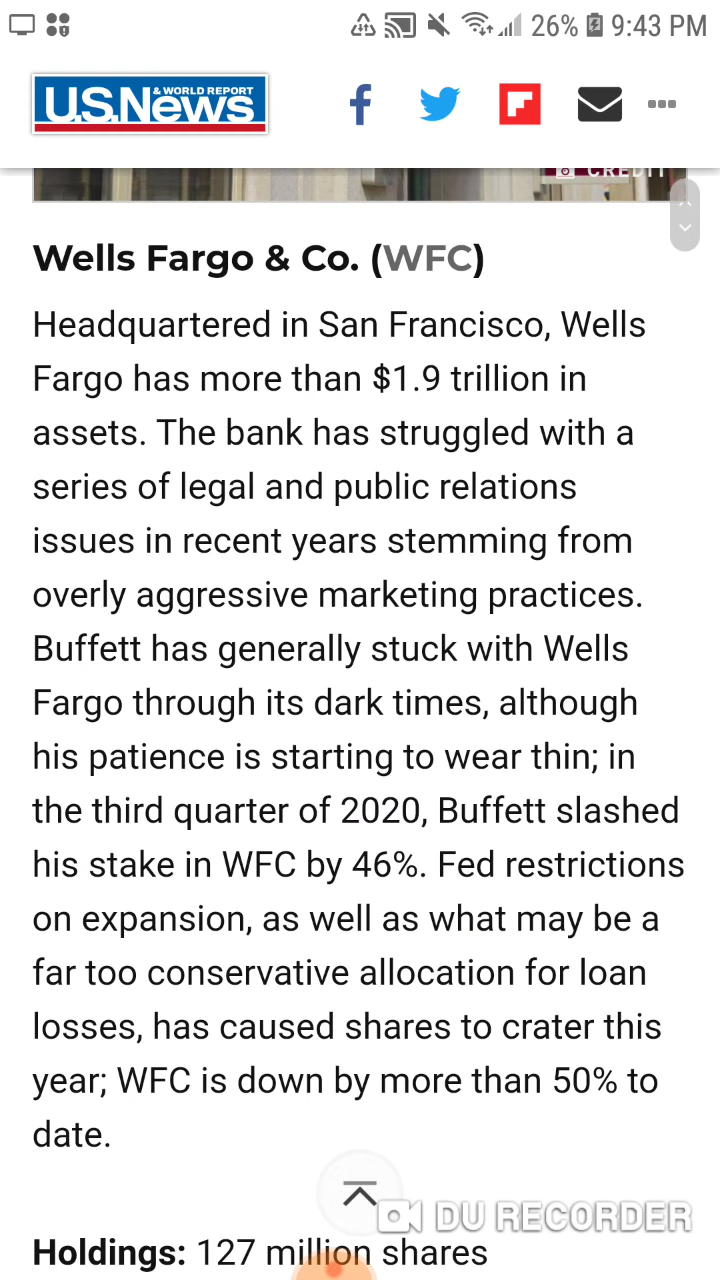 26% 9:43 PM
U.S.News & WORLD REPORT
CREDIT
Wells Fargo & Co. (WFC)
Headquartered in San Francisco, Wells
Fargo has more than $1.9 trillion in
assets. The bank has struggled with a
series of legal and public relations
issues in recent years stemming from
overly aggressive marketing practices.
Buffett has generally stuck with Wells
Fargo through its dark times, although
his patience is starting to wear thin; in
the third quarter of 2020, Buffett slashed
his stake in WFC by 46%. Fed restrictions
on expansion, as well as what may be a
far too conservative allocation for loan
losses, has caused shares to crater this
year; WFC is down by more than 50% to
date.
DU RECORDER
Holdings: 127 million shares